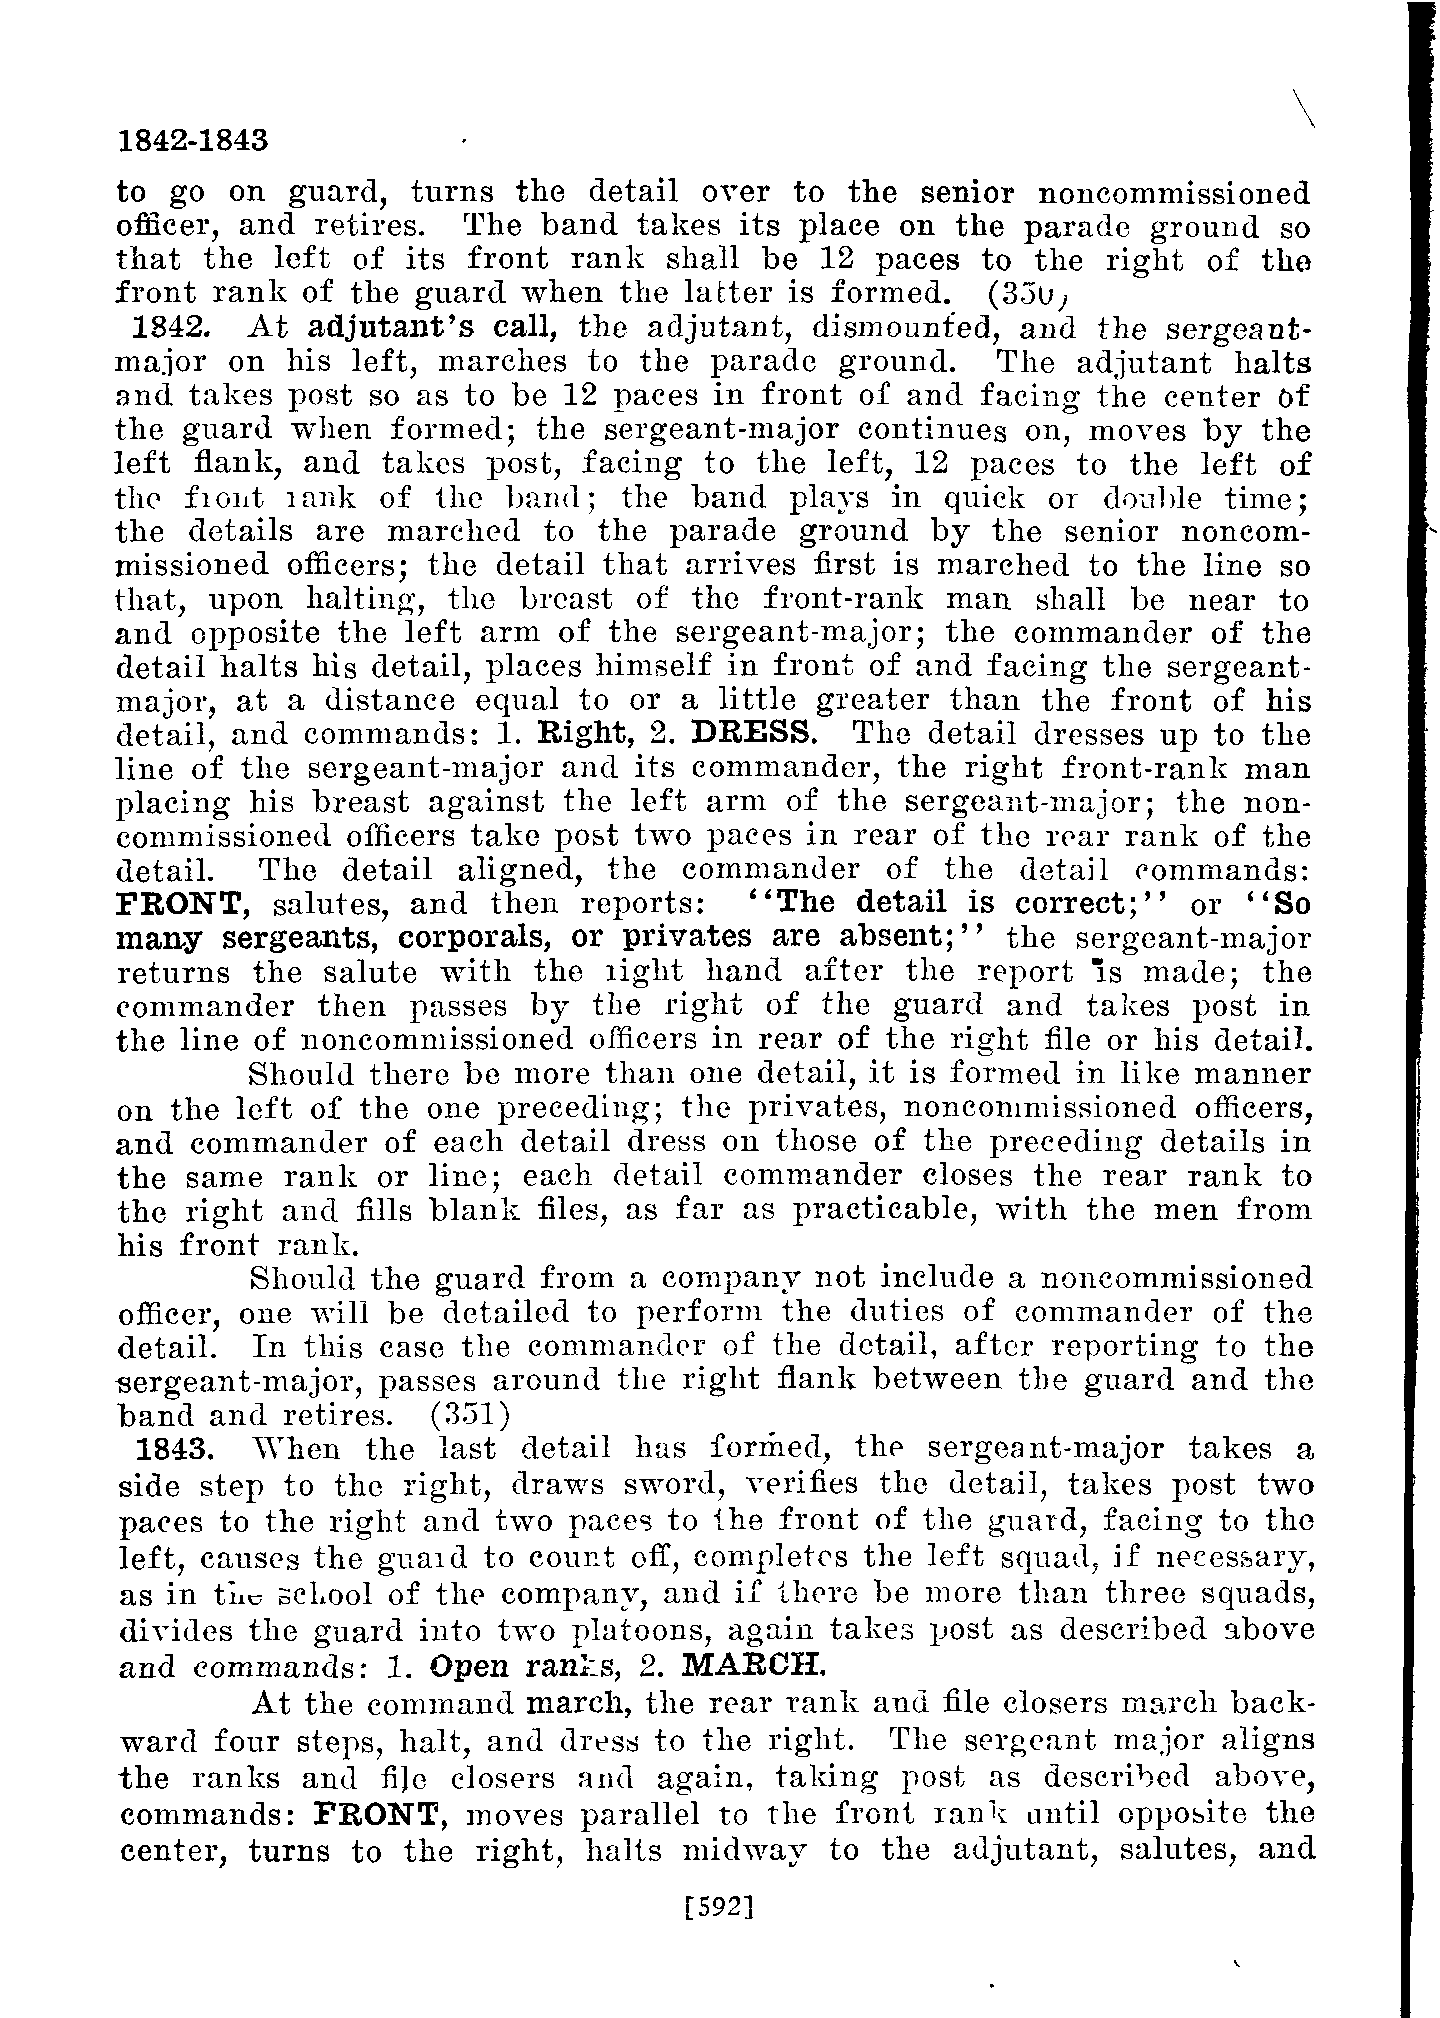 1842-1843
to go on guard, turns the detail over to the senior noncommissioned
officer, and retires. The band takes its place on the parade ground so
that the left of its front rank shall be 12 paces to the right of the
front rank of the guard when the latter is formed. (350)
1842. At adjutant's call, the adjutant, dismounted, and the sergeant-
major on his left, marches to the parade ground. The adjutant halts
and takes post so as to be 12 paces in front of and facing the center of
the guard when formed; the sergeant-major continues on, moves by the
left flank, and takes post, facing to the left, 12 paces to the left of
the front rank of the band; the band plays in quick or double time;
the details are marched to the parade ground by the senior noncom-
missioned officers; the detail that arrives first is marched to the line so
that, upon halting, the breast of the front-rank man shall be near to
and opposite the left arm of the sergeant-major; the commander of the
detail halts his detail, places himself in front of and facing the sergeant-
major, at a distance equal to or a little greater than the front of his
detail, and commands: 1. Right, 2. DRESS. The detail dresses up to the
line of the sergeant-major and its commander, the right front-rank man
placing his breast against the left arm of the sergeant-major; the non-
commissioned officers take post two paces in rear of the rear rank of the
detail. The detail aligned, the commander of the detail commands:
FRONT, salutes, and then reports: "The detail is correct;" or "So
many sergeants, corporals, or privates are absent;" the sergeant-major
returns the salute with the right hand after the report is made; the
commander then passes by the right of the guard and takes post in
the line of noncommissioned officers in rear of the right file or his detail.
Should there be more than one detail, it is formed in like manner
on the left of the one preceding; the privates, noncommissioned officers,
and commander of each detail dress on those of the preceding details in
the same rank or line; each detail commander closes the rear rank to
the right and fills blank files, as far as practicable, with the men from
his front rank.
Should the guard from a company not include a noncommissioned
officer, one will be detailed to perform the duties of commander of the
detail. In this case the commander of the detail, after reporting to the
sergeant-major, passes around the right flank between the guard and the
band and retires. (351)
1843. When the last detail has formed, the sergeant-major takes a
side step to the right, draws sword, verifies the detail, takes post two
paces to the right and two paces to the front of the guard, facing to the
left, causes the guard to count off, completes the left squad, if necessary,
as in the school of the company, and if there be more than three squads,
divides the guard into two platoons, again takes post as described above
and commands: 1. Open ranks, 2. MARCH.
At the command march, the rear rank and file closers march back-
ward four steps, halt, and dress to the right. The sergeant major aligns
the ranks and file closers and again, taking post as described above,
commands: FRONT, moves parallel to the front rank until opposite the
center, turns to the right, halts midway to the adjutant, salutes, and
[592]